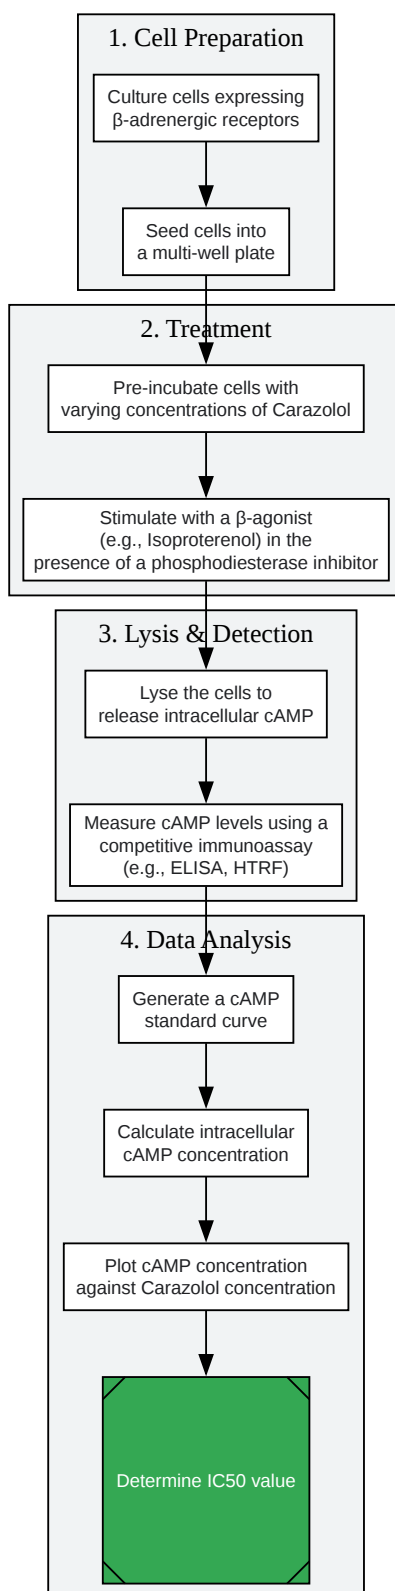 1. Cell Preparation
Culture cells expressing
β-adrenergic receptors
Seed cells into
a multi-well plate
2. Treatment
Pre-incubate cells with
varying concentrations of Carazolol
Stimulate with a β-agonist
(e.g., Isoproterenol) in the
presence of a phosphodiesterase inhibitor
3. Lysis & Detection
Lyse the cells to
release intracellular cAMP
Measure cAMP levels using a
competitive immunoassay
(e.g., ELISA, HTRF)
4. Data Analysis
Generate a cAMP
standard curve
Calculate intracellular
cAMP concentration
Plot cAMP concentration
against Carazolol concentration
Determine IC50 value